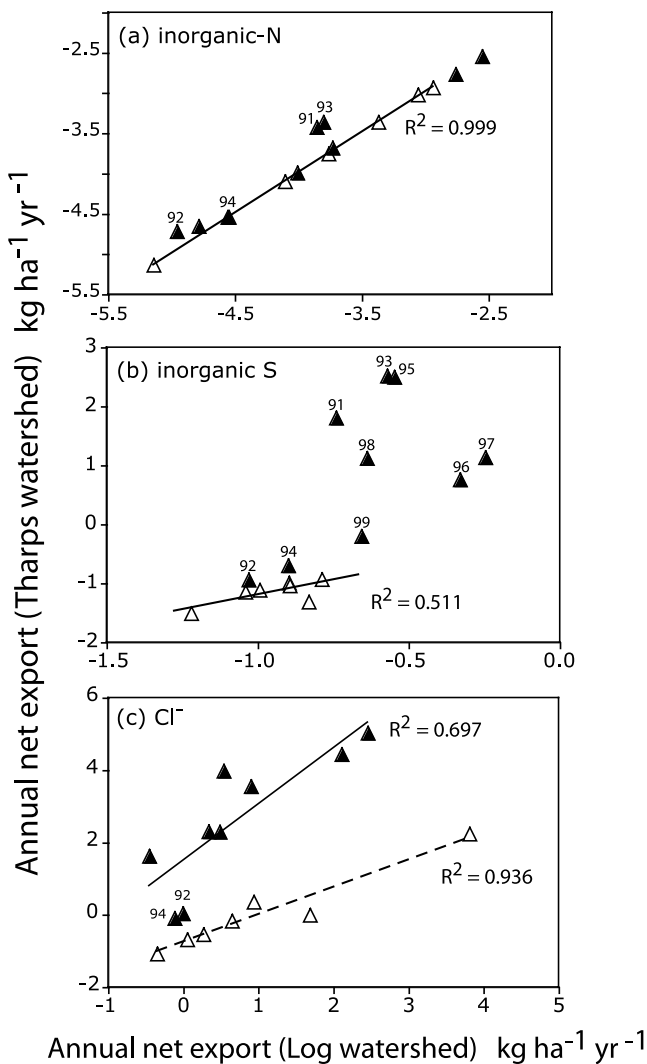 Annual net export (Tharps watershed) kg ha⁻¹ yr⁻¹
(a) inorganic-N
-2.5
-3.5
-4.5
-5.5
91
93
R² = 0.999
94
92
-5.5 -4.5 -3.5 -2.5
(b) inorganic S
3
2
1
0
-1
-2
93
95
91
98
97
96
99
94
92
R² = 0.511
-1.5 -1.0 -0.5 0.0
(c) Cl⁻
6
4
2
0
-2
R² = 0.697
92
94
R² = 0.936
-1 0 1 2 3 4 5
Annual net export (Log watershed) kg ha⁻¹ yr⁻¹